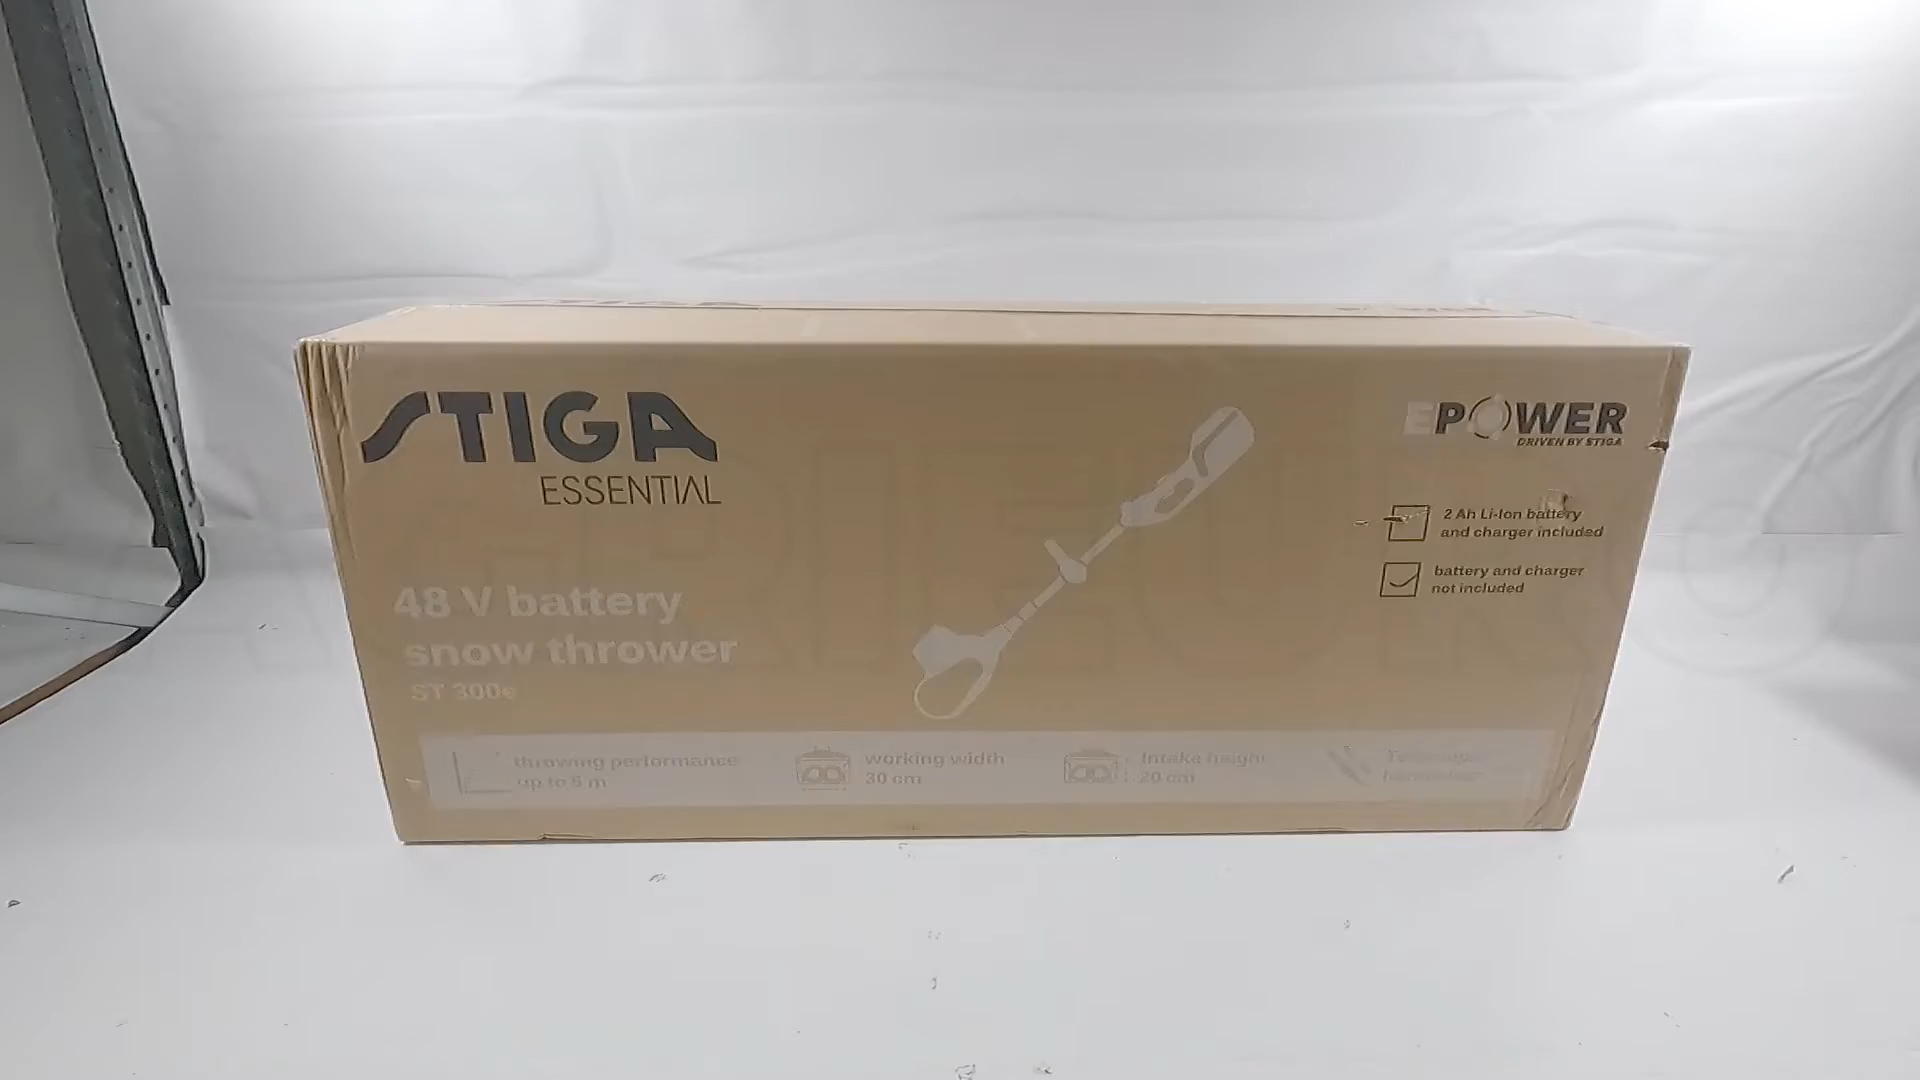 STIGA
ESSENTIAL
EPOWER
DRIVEN BY STIGA
2 Ah Li-Ion battery
and charger included
battery and charger
not included
48 V battery
snow thrower
ST 300e
throwing performance
up to 5 m
working width
30 cm
Intake height
20 cm